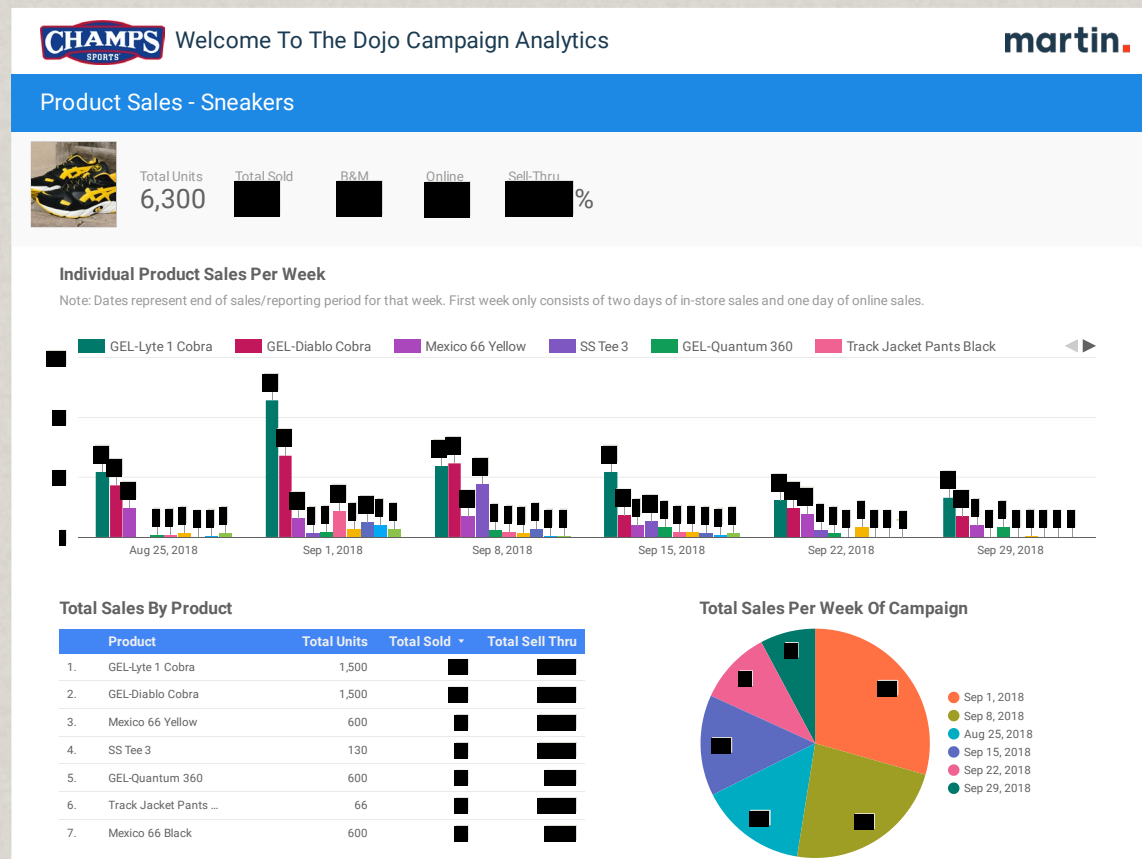 CHAMPS
SPORTS
Welcome To The Dojo Campaign Analytics
martin.
Product Sales - Sneakers
Total Units Total Sold B&M Online Sell-Thru
6,300 %
Individual Product Sales Per Week
Note: Dates represent end of sales/reporting period for that week. First week only consists of two days of in-store sales and one day of online sales.
GEL-Lyte 1 Cobra GEL-Diablo Cobra Mexico 66 Yellow SS Tee 3 GEL-Quantum 360 Track Jacket Pants Black
Aug 25, 2018 Sep 1, 2018 Sep 8, 2018 Sep 15, 2018 Sep 22, 2018 Sep 29, 2018
Total Sales By Product
Product Total Units Total Sold Total Sell Thru
1. GEL-Lyte 1 Cobra 1,500
2. GEL-Diablo Cobra 1,500
3. Mexico 66 Yellow 600
4. SS Tee 3 130
5. GEL-Quantum 360 600
6. Track Jacket Pants ... 66
7. Mexico 66 Black 600
Total Sales Per Week Of Campaign
Sep 1, 2018
Sep 8, 2018
Aug 25, 2018
Sep 15, 2018
Sep 22, 2018
Sep 29, 2018